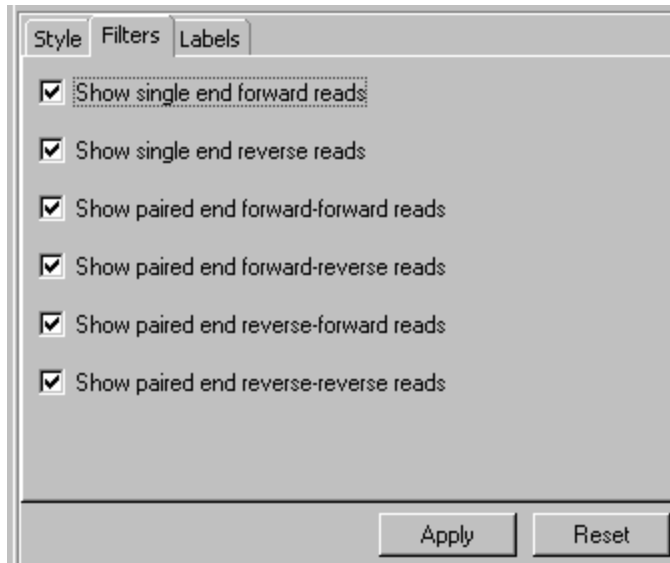 Style Filters Labels
Show single end forward reads
Show single end reverse reads
Show paired end forward-forward reads
Show paired end forward-reverse reads
Show paired end reverse-forward reads
Show paired end reverse-reverse reads
Apply Reset